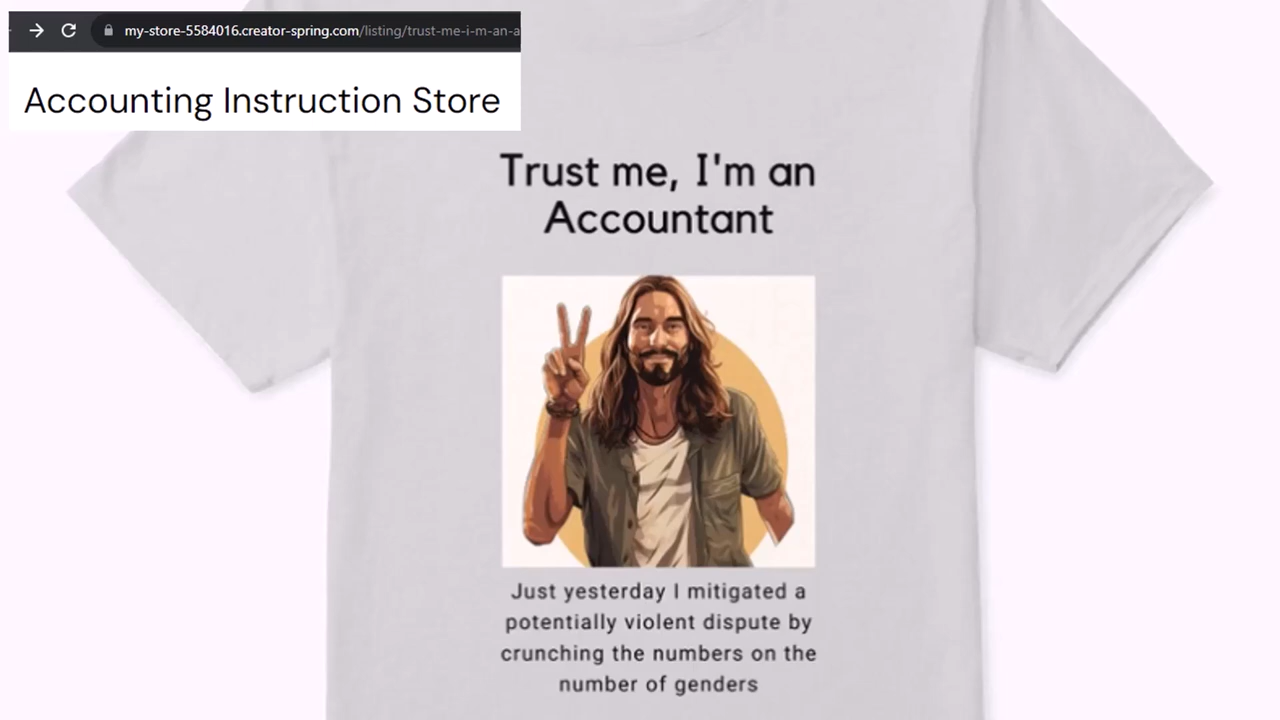 my-store-5584016.creator-spring.com/listing/trust-me-i-m-an-a
Accounting Instruction Store
Trust me, I'm an
Accountant
Just yesterday I mitigated a
potentially violent dispute by
crunching the numbers on the
number of genders